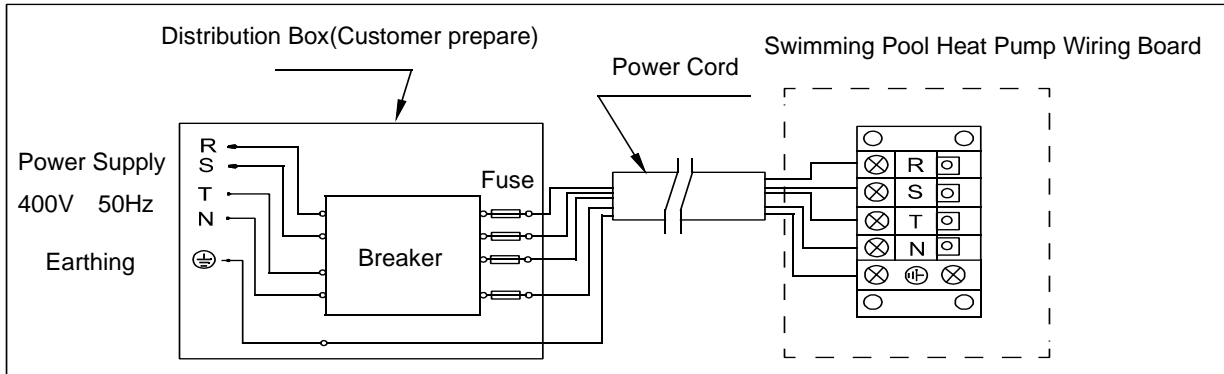 Distribution Box(Customer prepare)
Swimming Pool Heat Pump Wiring Board
Power Cord
Power Supply
400V 50Hz
Earthing
R
S
T
N
Breaker
Fuse
R
S
T
N